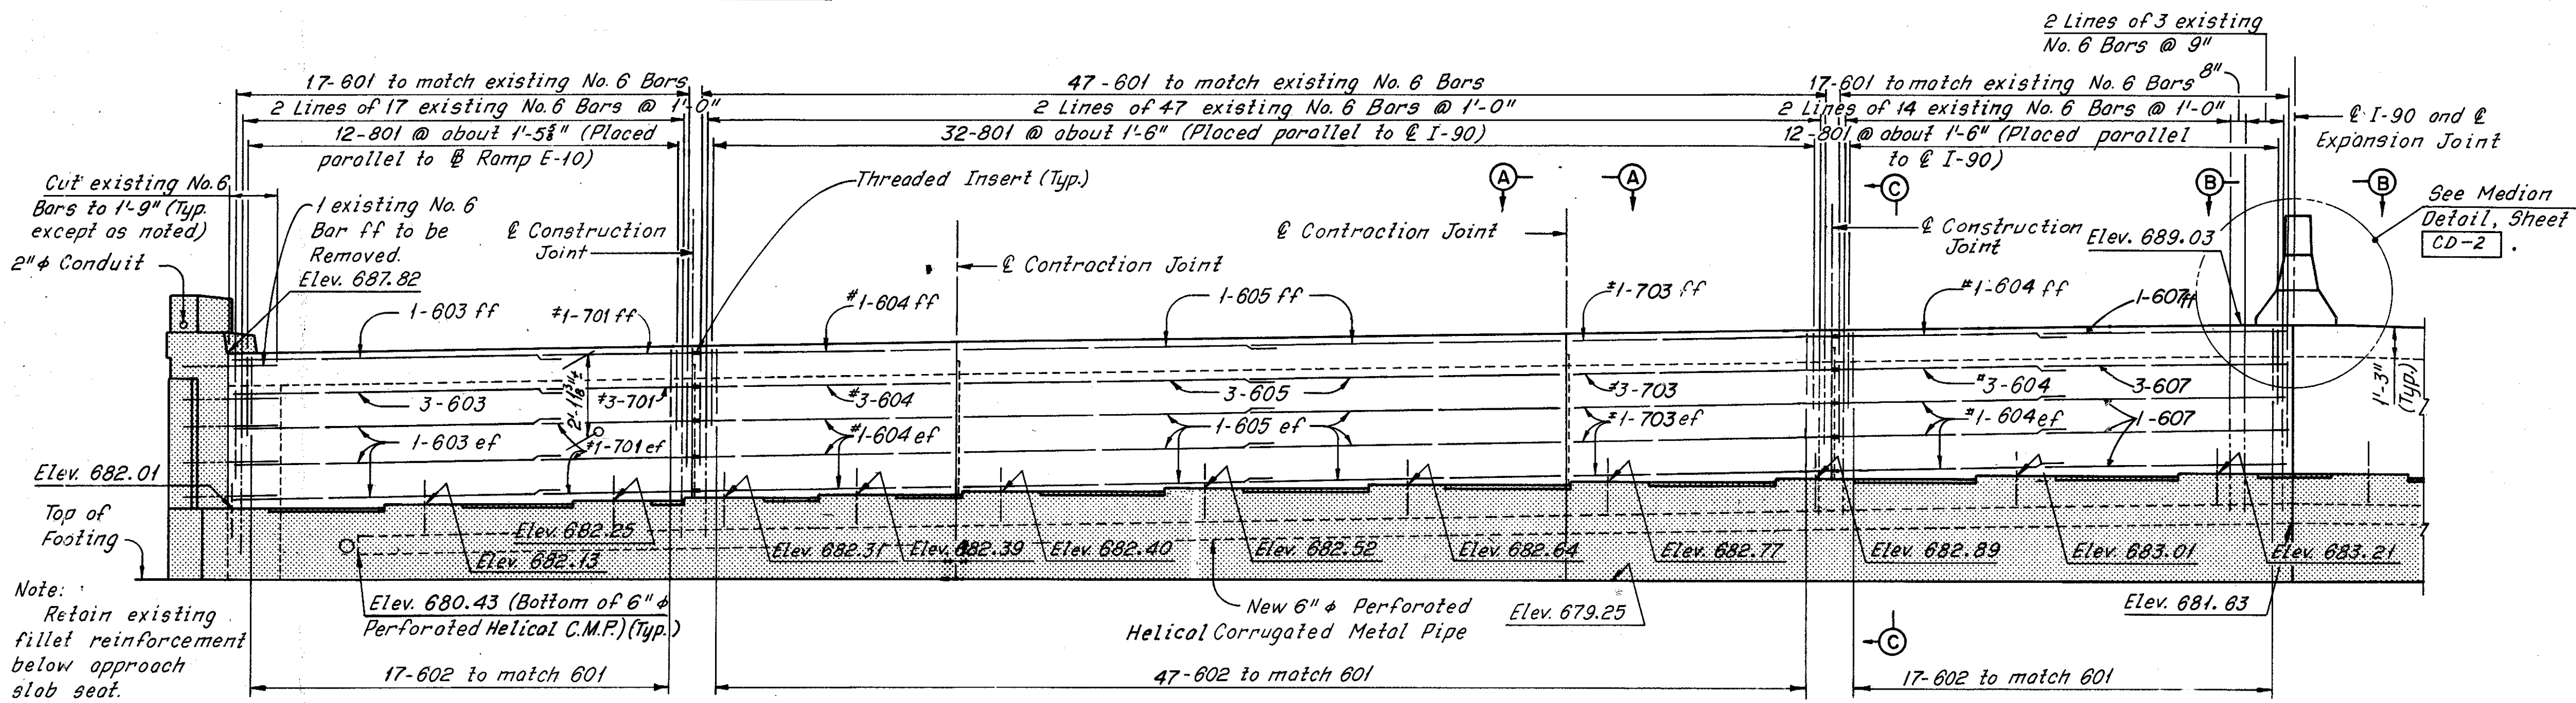 2 Lines of 3 existing
No. 6 Bars @ 9"
8"
17-601 to match existing No. 6 Bars
47-601 to match existing No. 6 Bars
17-601 to match existing No. 6 Bars
2 Lines of 17 existing No. 6 Bars @ 1'-0"
2 Lines of 47 existing No. 6 Bars @ 1'-0"
2 Lines of 14 existing No. 6 Bars @ 1'-0"
12-801 @ about 1'-5⅝" (Placed
parallel to ℄ Ramp E-10)
32-801 @ about 1'-6" (Placed parallel to ℄ I-90)
12-801 @ about 1'-6" (Placed parallel
to ℄ I-90)
℄ I-90 and ℄
Expansion Joint
Cut existing No. 6
Bars to 1'-9" (Typ.
except as noted)
2"ϕ Conduit
1 existing No. 6
Bar ff to be
Removed.
Elev. 687.82
℄ Construction
Joint
Threaded Insert (Typ.)
A
A
C
B
B
See Median
Detail, Sheet
CD-2 .
℄ Contraction Joint
℄ Contraction Joint
℄ Construction
Joint
Elev. 689.03
1-603 ff
#1-701 ff
#1-604 ff
1-605 ff
#1-703 ff
#1-604 ff
1-607 ff
3-603
#3-701
#3-604
3-605
#3-703
#3-604
3-607
1'-3"
(Typ.)
1-603 ef
#1-701 ef
#1-604 ef
1-605 ef
#1-703 ef
#1-604 ef
1-607
Elev. 682.01
Top of
Footing
Elev. 682.25
Elev. 682.13
Elev. 682.31
Elev. 682.39
Elev. 682.40
Elev. 682.52
Elev. 682.64
Elev. 682.77
Elev. 682.89
Elev. 683.01
Elev. 683.21
Elev. 680.43 (Bottom of 6"ϕ
Perforated Helical C.M.P.) (Typ.)
New 6"ϕ Perforated
Helical Corrugated Metal Pipe
Elev. 679.25
Elev. 681.63
C
Note:
Retain existing
fillet reinforcement
below approach
slab seat.
17-602 to match 601
47-602 to match 601
17-602 to match 601